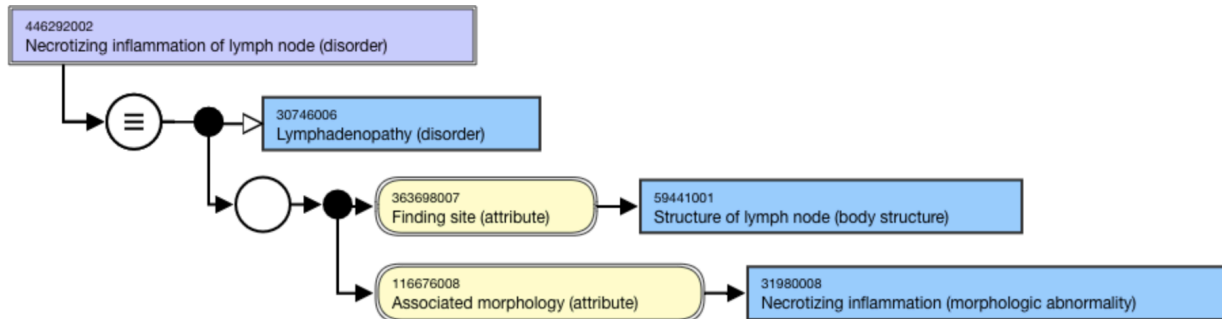 446292002
Necrotizing inflammation of lymph node (disorder)
≡
30746006
Lymphadenopathy (disorder)
363698007
Finding site (attribute)
59441001
Structure of lymph node (body structure)
116676008
Associated morphology (attribute)
31980008
Necrotizing inflammation (morphologic abnormality)